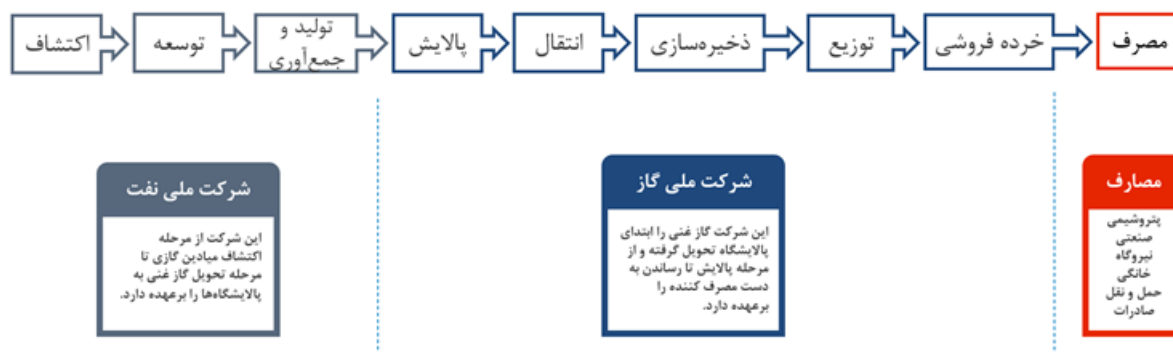 اکتشاف
توسعه
تولید و
جمع‌آوری
پالایش
انتقال
ذخیره‌سازی
توزیع
خرده فروشی
مصرف
شرکت ملی نفت
این شرکت از مرحله
اکتشاف میادین گازی تا
مرحله تحویل گاز غنی به
پالایشگاه‌ها را برعهده دارد.
شرکت ملی گاز
این شرکت گاز غنی را ابتدای
پالایشگاه تحویل گرفته و از
مرحله پالایش تا رساندن به
دست مصرف کننده را
برعهده دارد.
مصارف
پتروشیمی
صنعتی
نیروگاه
خانگی
حمل و نقل
صادرات